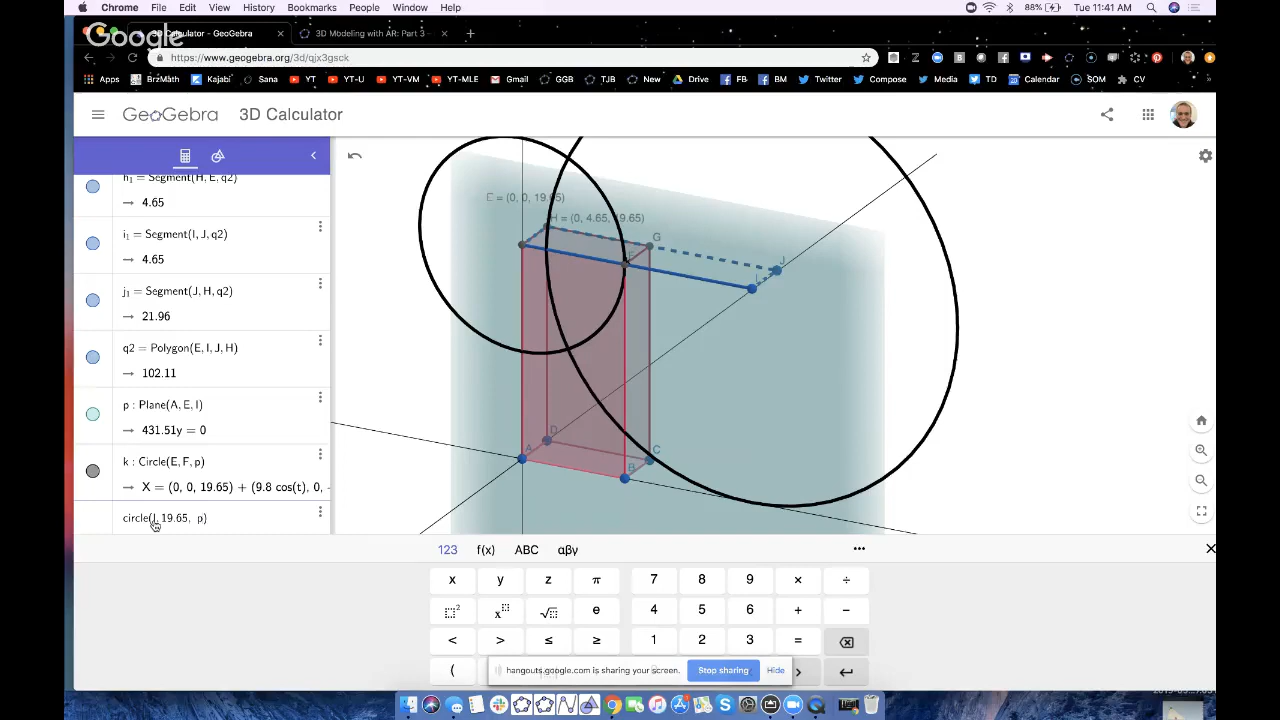 Chrome File Edit View History Bookmarks People Window Help
88% Tue 11:41 AM
Google
3D Calculator - GeoGebra
3D Modeling with AR: Part 3 -
https://www.geogebra.org/3d/qjx3gsck
Apps BrzMath Kajabi Sana YT YT-U YT-VM YT-MLE Gmail GGB TJB New Drive FB BM Twitter Compose Media TD Calendar SOM CV
GeoGebra 3D Calculator
h₁ = Segment(H, E, q2)
→ 4.65
i₁ = Segment(I, J, q2)
→ 4.65
j₁ = Segment(J, H, q2)
→ 21.96
q2 = Polygon(E, I, J, H)
→ 102.11
p : Plane(A, E, I)
→ 431.51y = 0
k : Circle(E, F, p)
→ X = (0, 0, 19.65) + (9.8 cos(t), 0, -
circle(I, 19.65, p)
E = (0, 0, 19.65)
H = (0, 4.65, 19.65)
G
F
J
I
D
A
C
B
123 f(x) ABC αβγ
x y z π 7 8 9 × ÷
e 4 5 6 + −
< > ≤ ≥ 1 2 3 =
(
hangouts.google.com is sharing your screen. Stop sharing Hide